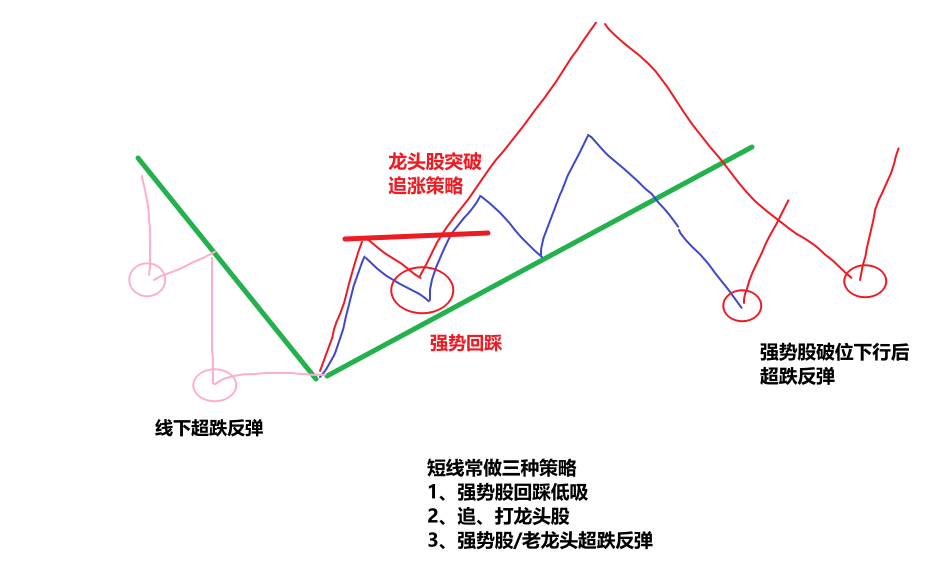 龙头股突破
追涨策略
强势回踩
强势股破位下行后
超跌反弹
线下超跌反弹
短线常做三种策略
1、强势股回踩低吸
2、追、打龙头股
3、强势股/老龙头超跌反弹